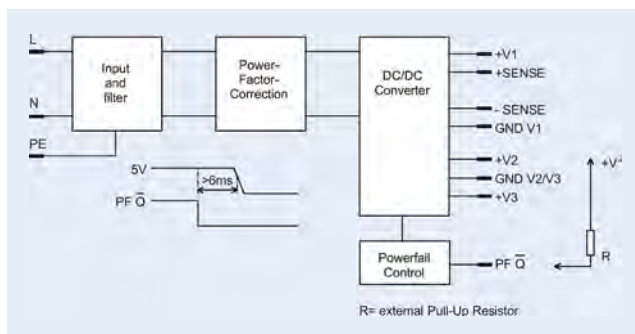 L
N
PE
Input
and
filter
Power-
Factor-
Correction
DC/DC
Converter
+V1
+SENSE
- SENSE
GND V1
+V2
GND V2/V3
+V3
5V
>6ms
PF Q̅
Powerfail
Control
PF Q̅
R
R= external Pull-Up Resistor